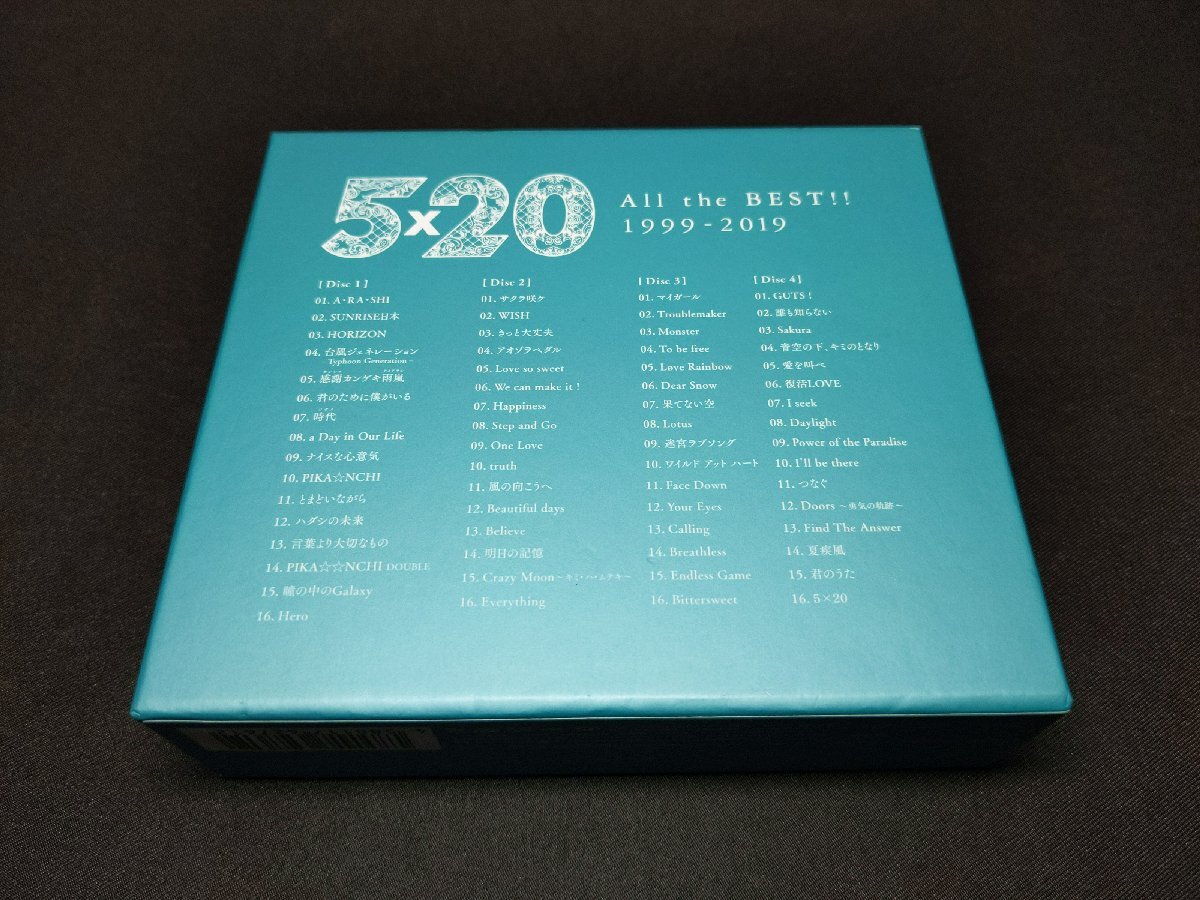 5×20
All the BEST!!
1999-2019
[Disc 1]
01. A・RA・SHI
02. SUNRISE日本
03. HORIZON
04. 台風ジェネレーション
-Typhoon Generation-
05. 感謝カンゲキ雨嵐
06. 君のために僕がいる
07. 時代
08. a Day in Our Life
09. ナイスな心意気
10. PIKA☆NCHI
11. とまどいながら
12. ハダシの未来
13. 言葉より大切なもの
14. PIKA☆☆NCHI DOUBLE
15. 瞳の中のGalaxy
16. Hero
[Disc 2]
01. サクラ咲ケ
02. WISH
03. きっと大丈夫
04. アオゾラペダル
05. Love so sweet
06. We can make it!
07. Happiness
08. Step and Go
09. One Love
10. truth
11. 風の向こうへ
12. Beautiful days
13. Believe
14. 明日の記憶
15. Crazy Moon～キミ・ハ・ムテキ～
16. Everything
[Disc 3]
01. マイガール
02. Troublemaker
03. Monster
04. To be free
05. Løve Rainbow
06. Dear Snow
07. 果てない空
08. Lotus
09. 迷宮ラブソング
10. ワイルド アット ハート
11. Face Down
12. Your Eyes
13. Calling
14. Breathless
15. Endless Game
16. Bittersweet
[Disc 4]
01. GUTS !
02. 誰も知らない
03. Sakura
04. 青空の下、キミのとなり
05. 愛を叫べ
06. 復活LOVE
07. I seek
08. Daylight
09. Power of the Paradise
10. I'll be there
11. つなぐ
12. Doors ～勇気の軌跡～
13. Find The Answer
14. 夏疾風
15. 君のうた
16. 5×20